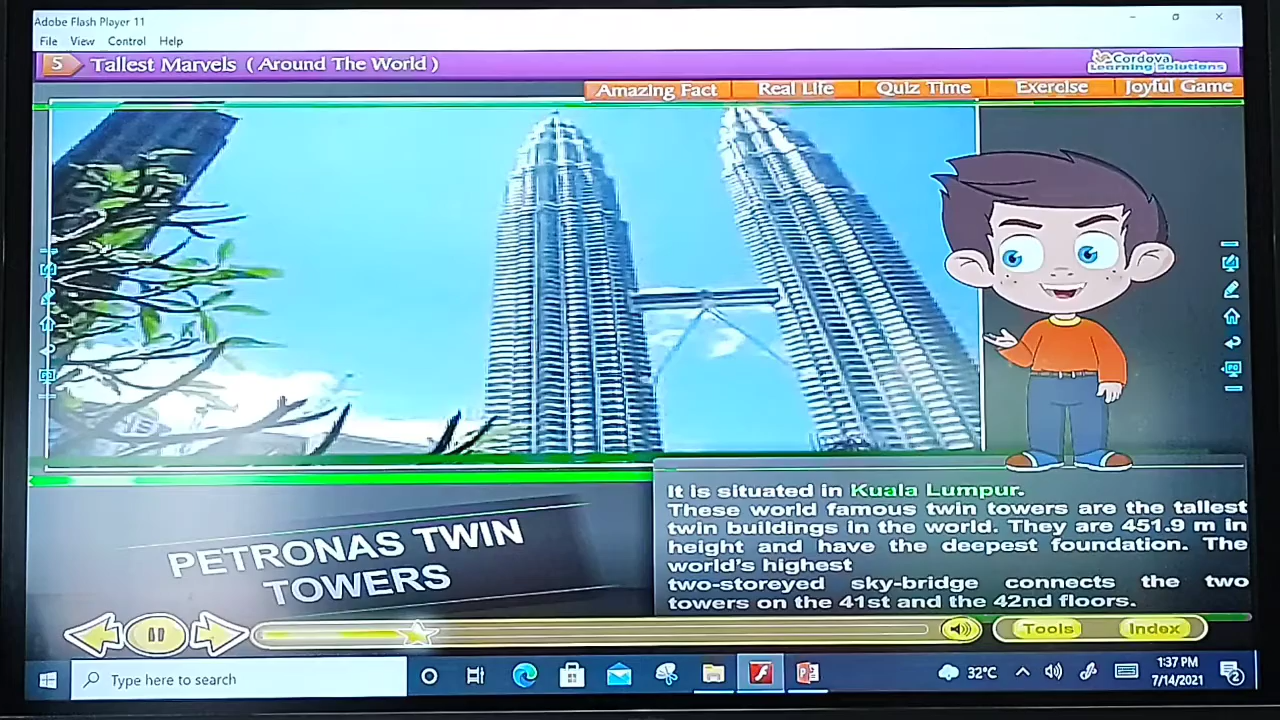 Adobe Flash Player 11
File View Control Help
5 Tallest Marvels ( Around The World )
Cordova
Learning Solutions
Amazing Fact Real Life Quiz Time Exercise Joyful Game
It is situated in Kuala Lumpur.
These world famous twin towers are the tallest
twin buildings in the world. They are 451.9 m in
height and have the deepest foundation. The
world's highest
two-storeyed sky-bridge connects the two
towers on the 41st and the 42nd floors.
PETRONAS TWIN
TOWERS
Tools Index
Type here to search
32°C
1:37 PM
7/14/2021
2